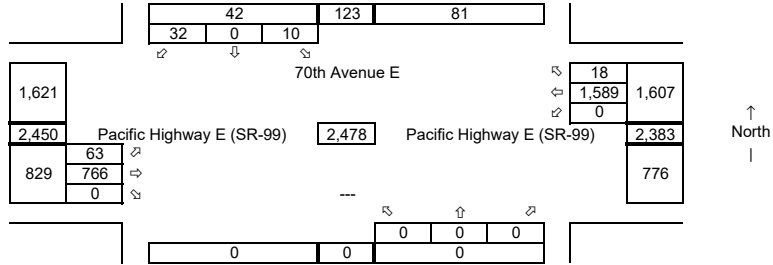 42 123 81
32 0 10
⬃ ⇩ ⬂
70th Avenue E
⬁ 18
1,621 ⇦ 1,589 1,607
⬃ 0
2,450 Pacific Highway E (SR-99) 2,478 Pacific Highway E (SR-99) 2,383
↑
North
|
63 ⬀
829 766 ⇨ 776
0 ⬂ ---
⬁ ⇧ ⬀
0 0 0
0 0 0